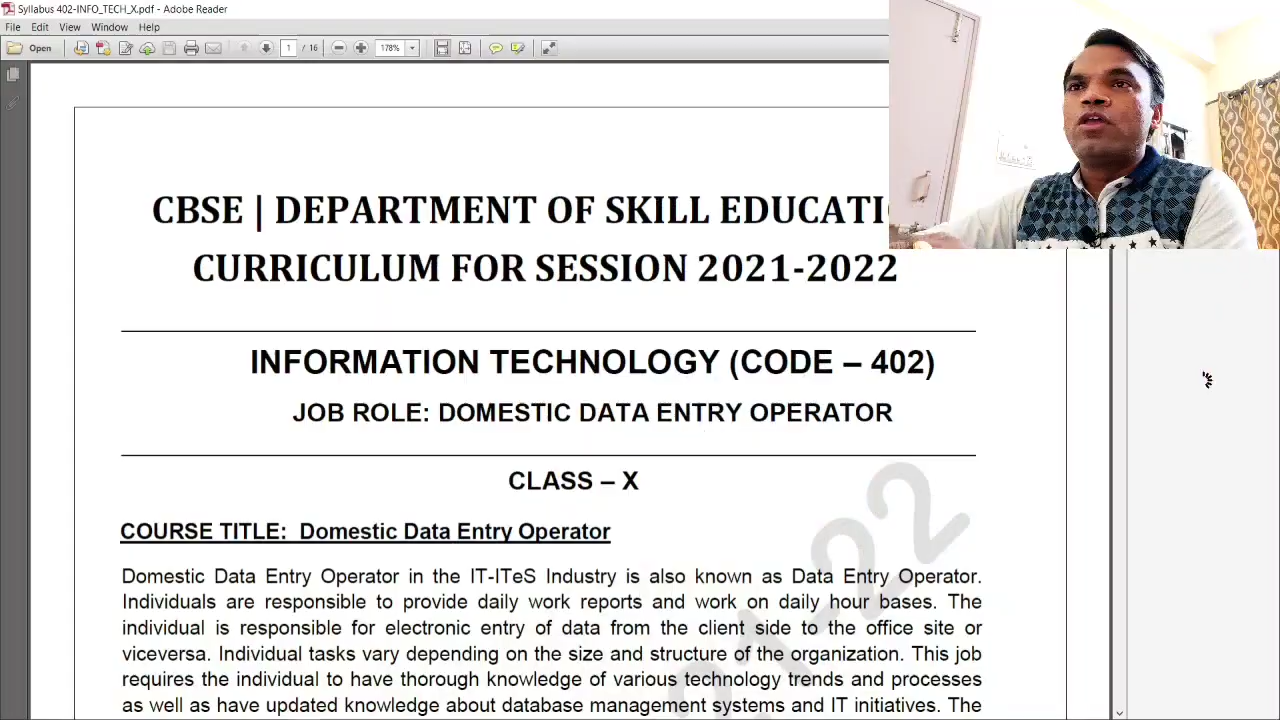 Syllabus 402-INFO_TECH_X.pdf - Adobe Reader
File Edit View Window Help
Open 1 / 16 178%
CBSE | DEPARTMENT OF SKILL EDUCATI
CURRICULUM FOR SESSION 2021-2022
INFORMATION TECHNOLOGY (CODE – 402)
JOB ROLE: DOMESTIC DATA ENTRY OPERATOR
CLASS – X
COURSE TITLE: Domestic Data Entry Operator
Domestic Data Entry Operator in the IT-ITeS Industry is also known as Data Entry Operator.
Individuals are responsible to provide daily work reports and work on daily hour bases. The
individual is responsible for electronic entry of data from the client side to the office site or
viceversa. Individual tasks vary depending on the size and structure of the organization. This job
requires the individual to have thorough knowledge of various technology trends and processes
as well as have updated knowledge about database management systems and IT initiatives. The
21-22